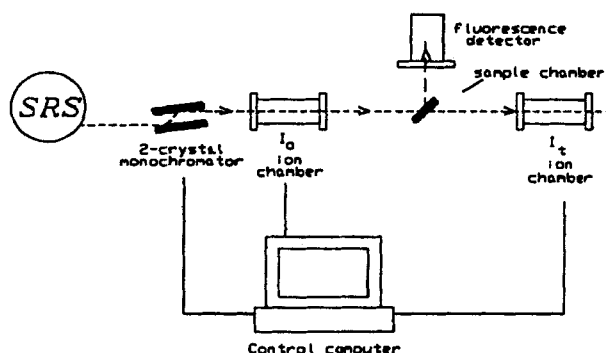 fluorescence
detector
sample chamber
SRS
2-crystal
monochromator
I₀
ion
chamber
Iₜ
ion
chamber
Control computer